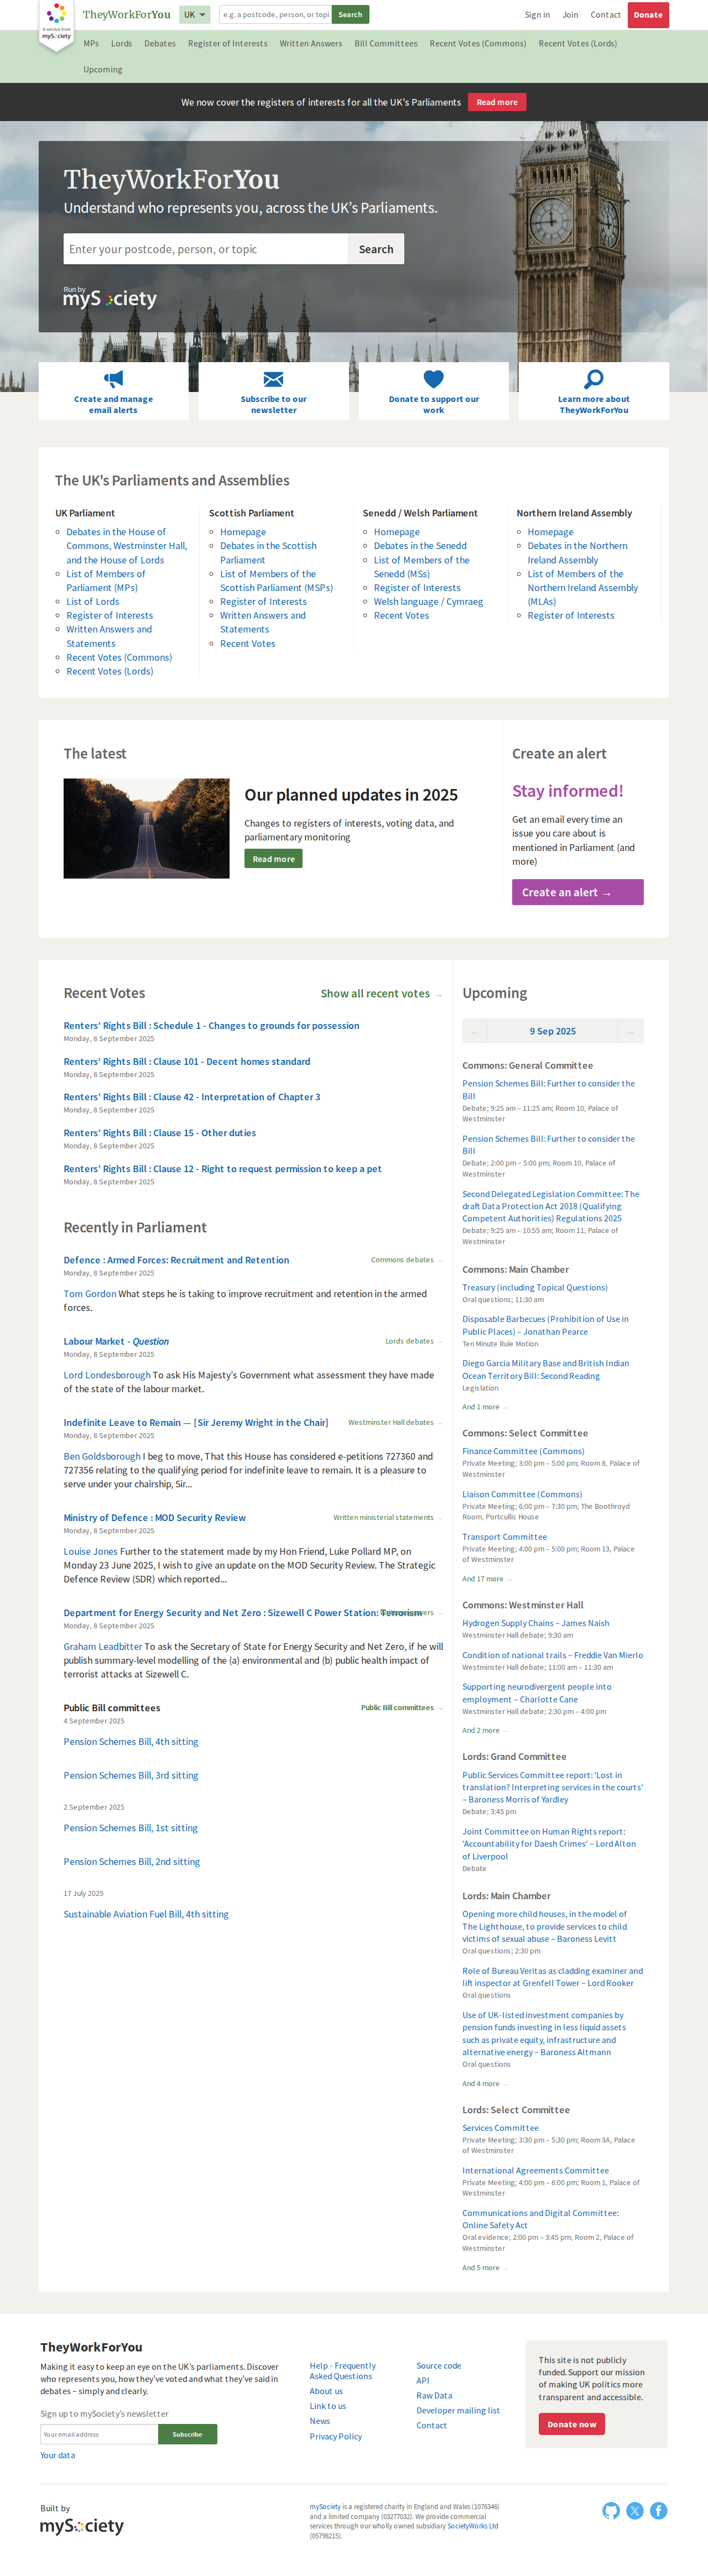 A service from
mySociety
TheyWorkForYou
UK
e.g. a postcode, person, or topi
Search
Sign in
Join
Contact
Donate
MPs
Lords
Debates
Register of Interests
Written Answers
Bill Committees
Recent Votes (Commons)
Recent Votes (Lords)
Upcoming
We now cover the registers of interests for all the UK's Parliaments
Read more
TheyWorkForYou
Understand who represents you, across the UK’s Parliaments.
Enter your postcode, person, or topic
Search
Run by
mySociety
Create and manage
email alerts
Subscribe to our
newsletter
Donate to support our
work
Learn more about
TheyWorkForYou
The UK's Parliaments and Assemblies
UK Parliament
Debates in the House of
Commons, Westminster Hall,
and the House of Lords
List of Members of
Parliament (MPs)
List of Lords
Register of Interests
Written Answers and
Statements
Recent Votes (Commons)
Recent Votes (Lords)
Scottish Parliament
Homepage
Debates in the Scottish
Parliament
List of Members of the
Scottish Parliament (MSPs)
Register of Interests
Written Answers and
Statements
Recent Votes
Senedd / Welsh Parliament
Homepage
Debates in the Senedd
List of Members of the
Senedd (MSs)
Register of Interests
Welsh language / Cymraeg
Recent Votes
Northern Ireland Assembly
Homepage
Debates in the Northern
Ireland Assembly
List of Members of the
Northern Ireland Assembly
(MLAs)
Register of Interests
The latest
Our planned updates in 2025
Changes to registers of interests, voting data, and
parliamentary monitoring
Read more
Create an alert
Stay informed!
Get an email every time an
issue you care about is
mentioned in Parliament (and
more)
Create an alert →
Recent Votes
Show all recent votes →
Renters' Rights Bill : Schedule 1 - Changes to grounds for possession
Monday, 8 September 2025
Renters' Rights Bill : Clause 101 - Decent homes standard
Monday, 8 September 2025
Renters' Rights Bill : Clause 42 - Interpretation of Chapter 3
Monday, 8 September 2025
Renters' Rights Bill : Clause 15 - Other duties
Monday, 8 September 2025
Renters' Rights Bill : Clause 12 - Right to request permission to keep a pet
Monday, 8 September 2025
Recently in Parliament
Defence : Armed Forces: Recruitment and Retention
Commons debates →
Monday, 8 September 2025
Tom Gordon What steps he is taking to improve recruitment and retention in the armed
forces.
Labour Market - Question
Lords debates →
Monday, 8 September 2025
Lord Londesborough To ask His Majesty’s Government what assessment they have made
of the state of the labour market.
Indefinite Leave to Remain — [Sir Jeremy Wright in the Chair]
Westminster Hall debates →
Monday, 8 September 2025
Ben Goldsborough I beg to move, That this House has considered e-petitions 727360 and
727356 relating to the qualifying period for indefinite leave to remain. It is a pleasure to
serve under your chairship, Sir...
Ministry of Defence : MOD Security Review
Written ministerial statements →
Monday, 8 September 2025
Louise Jones Further to the statement made by my Hon Friend, Luke Pollard MP, on
Monday 23 June 2025, I wish to give an update on the MOD Security Review. The Strategic
Defence Review (SDR) which reported...
Department for Energy Security and Net Zero : Sizewell C Power Station: Urbanism
Written answers →
Monday, 8 September 2025
Graham Leadbitter To ask the Secretary of State for Energy Security and Net Zero, if he will
publish summary-level modelling of the (a) environmental and (b) public health impact of
terrorist attacks at Sizewell C.
Public Bill committees
Public Bill committees →
4 September 2025
Pension Schemes Bill, 4th sitting
Pension Schemes Bill, 3rd sitting
2 September 2025
Pension Schemes Bill, 1st sitting
Pension Schemes Bill, 2nd sitting
17 July 2025
Sustainable Aviation Fuel Bill, 4th sitting
Upcoming
← 9 Sep 2025 →
Commons: General Committee
Pension Schemes Bill: Further to consider the
Bill
Debate; 9:25 am – 11:25 am; Room 10, Palace of
Westminster
Pension Schemes Bill: Further to consider the
Bill
Debate; 2:00 pm – 5:00 pm; Room 10, Palace of
Westminster
Second Delegated Legislation Committee: The
draft Data Protection Act 2018 (Qualifying
Competent Authorities) Regulations 2025
Debate; 9:25 am – 10:55 am; Room 11, Palace of
Westminster
Commons: Main Chamber
Treasury (including Topical Questions)
Oral questions; 11:30 am
Disposable Barbecues (Prohibition of Use in
Public Places) – Jonathan Pearce
Ten Minute Rule Motion
Diego Garcia Military Base and British Indian
Ocean Territory Bill: Second Reading
Legislation
And 1 more →
Commons: Select Committee
Finance Committee (Commons)
Private Meeting; 3:00 pm – 5:00 pm; Room 8, Palace of
Westminster
Liaison Committee (Commons)
Private Meeting; 6:00 pm – 7:30 pm; The Boothroyd
Room, Portcullis House
Transport Committee
Private Meeting; 4:00 pm – 5:00 pm; Room 13, Palace
of Westminster
And 17 more →
Commons: Westminster Hall
Hydrogen Supply Chains – James Naish
Westminster Hall debate; 9:30 am
Condition of national trails – Freddie Van Mierlo
Westminster Hall debate; 11:00 am – 11:30 am
Supporting neurodivergent people into
employment – Charlotte Cane
Westminster Hall debate; 2:30 pm – 4:00 pm
And 2 more →
Lords: Grand Committee
Public Services Committee report: 'Lost in
translation? Interpreting services in the courts'
– Baroness Morris of Yardley
Debate; 3:45 pm
Joint Committee on Human Rights report:
'Accountability for Daesh Crimes' – Lord Alton
of Liverpool
Debate
Lords: Main Chamber
Opening more child houses, in the model of
The Lighthouse, to provide services to child
victims of sexual abuse – Baroness Levitt
Oral questions; 2:30 pm
Role of Bureau Veritas as cladding examiner and
lift inspector at Grenfell Tower – Lord Rooker
Oral questions
Use of UK-listed investment companies by
pension funds investing in less liquid assets
such as private equity, infrastructure and
alternative energy – Baroness Altmann
Oral questions
And 4 more →
Lords: Select Committee
Services Committee
Private Meeting; 3:30 pm – 5:30 pm; Room 3A, Palace
of Westminster
International Agreements Committee
Private Meeting; 4:00 pm – 6:00 pm; Room 1, Palace of
Westminster
Communications and Digital Committee:
Online Safety Act
Oral evidence; 2:00 pm – 3:45 pm; Room 2, Palace of
Westminster
And 5 more →
TheyWorkForYou
Making it easy to keep an eye on the UK’s parliaments. Discover
who represents you, how they’ve voted and what they’ve said in
debates – simply and clearly.
Sign up to mySociety’s newsletter
Your email address
Subscribe
Your data
Help - Frequently
Asked Questions
About us
Link to us
News
Privacy Policy
Source code
API
Raw Data
Developer mailing list
Contact
This site is not publicly
funded. Support our mission
of making UK politics more
transparent and accessible.
Donate now
Built by
mySociety
mySociety is a registered charity in England and Wales (1076346)
and a limited company (03277032). We provide commercial
services through our wholly owned subsidiary SocietyWorks Ltd
(05798215).